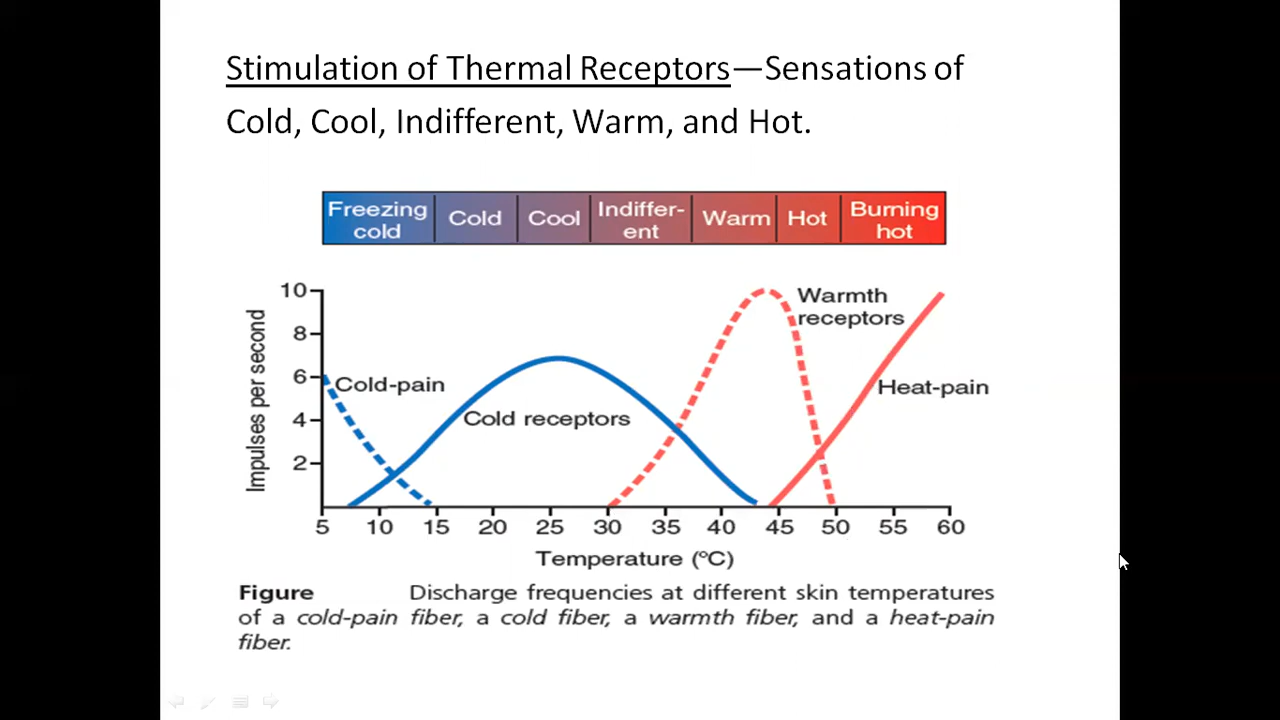 Stimulation of Thermal Receptors—Sensations of
Cold, Cool, Indifferent, Warm, and Hot.
Freezing cold
Cold
Cool
Indiffer-
ent
Warm
Hot
Burning hot
10
8
6
4
2
Impulses per second
Cold-pain
Cold receptors
Warmth
receptors
Heat-pain
5 10 15 20 25 30 35 40 45 50 55 60
Temperature (ºC)
Figure Discharge frequencies at different skin temperatures
of a cold-pain fiber, a cold fiber, a warmth fiber, and a heat-pain
fiber.